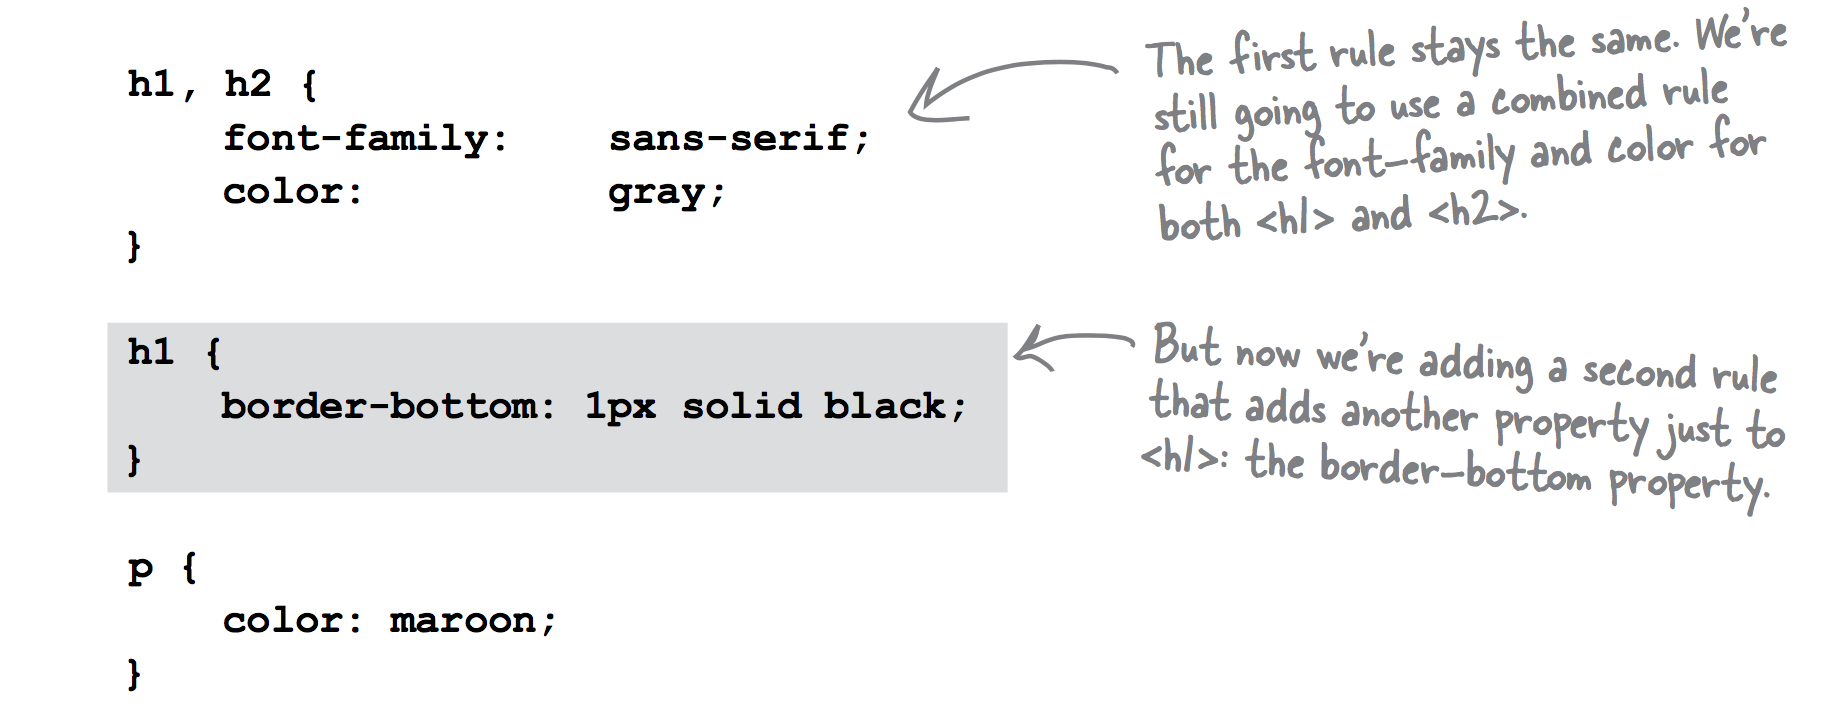 h1, h2 {
    font-family:     sans-serif;
    color:           gray;
}
The first rule stays the same. We're
still going to use a combined rule
for the font-family and color for
both <h1> and <h2>.
h1 {
    border-bottom: 1px solid black;
}
But now we're adding a second rule
that adds another property just to
<h1>: the border-bottom property.
p {
    color: maroon;
}